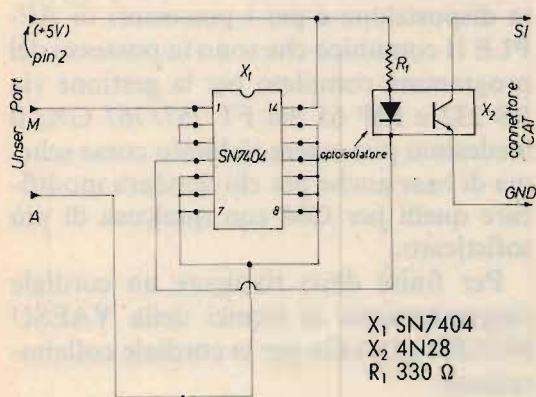 (+5V)
pin 2
Unser Port
M
A
X1
1
14
SN7404
7
8
R1
X2
optoisolatore
SI
connettore
CAT
GND
X1 SN7404
X2 4N28
R1 330 Ω